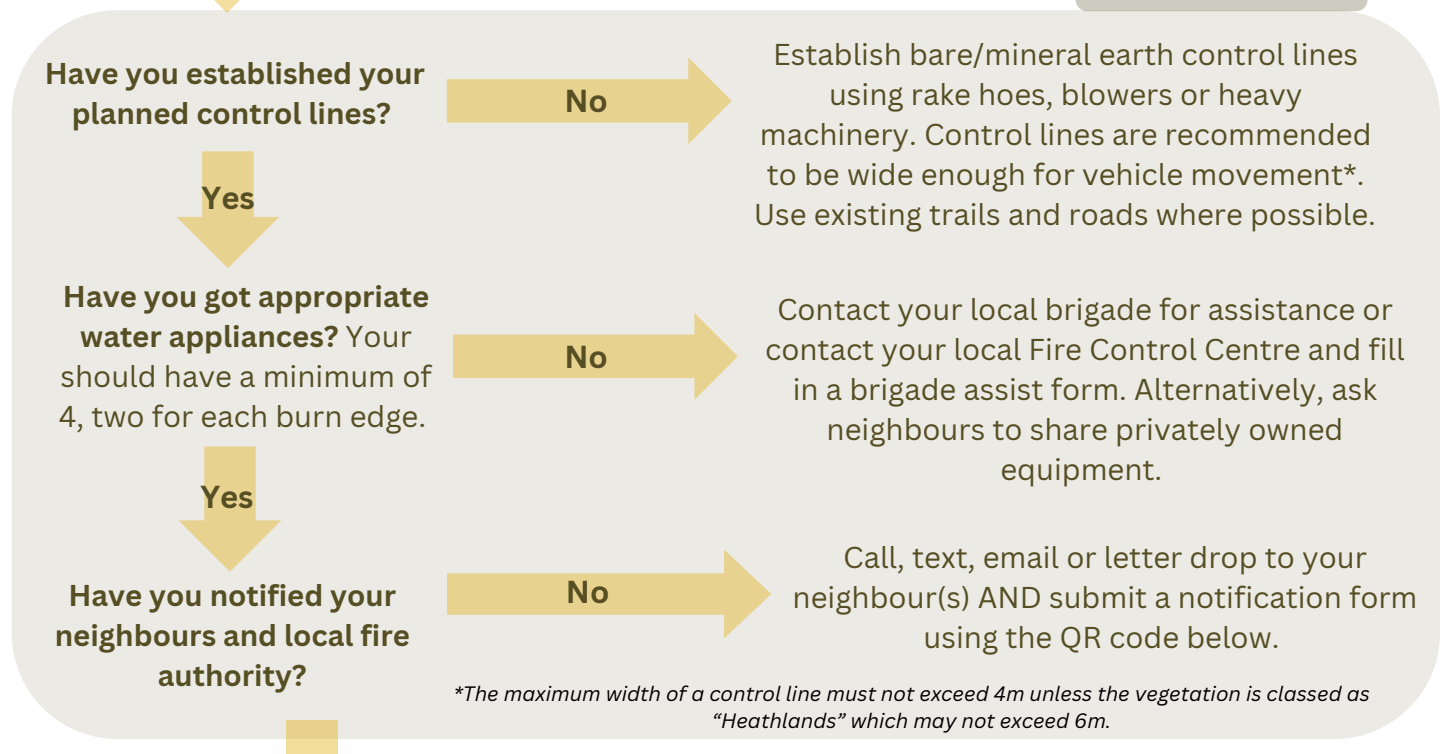 Have you established your
planned control lines?
No
Establish bare/mineral earth control lines
using rake hoes, blowers or heavy
machinery. Control lines are recommended
to be wide enough for vehicle movement*.
Use existing trails and roads where possible.
Yes
Have you got appropriate
water appliances? Your
should have a minimum of
4, two for each burn edge.
No
Contact your local brigade for assistance or
contact your local Fire Control Centre and fill
in a brigade assist form. Alternatively, ask
neighbours to share privately owned
equipment.
Yes
Have you notified your
neighbours and local fire
authority?
No
Call, text, email or letter drop to your
neighbour(s) AND submit a notification form
using the QR code below.
*The maximum width of a control line must not exceed 4m unless the vegetation is classed as
“Heathlands” which may not exceed 6m.